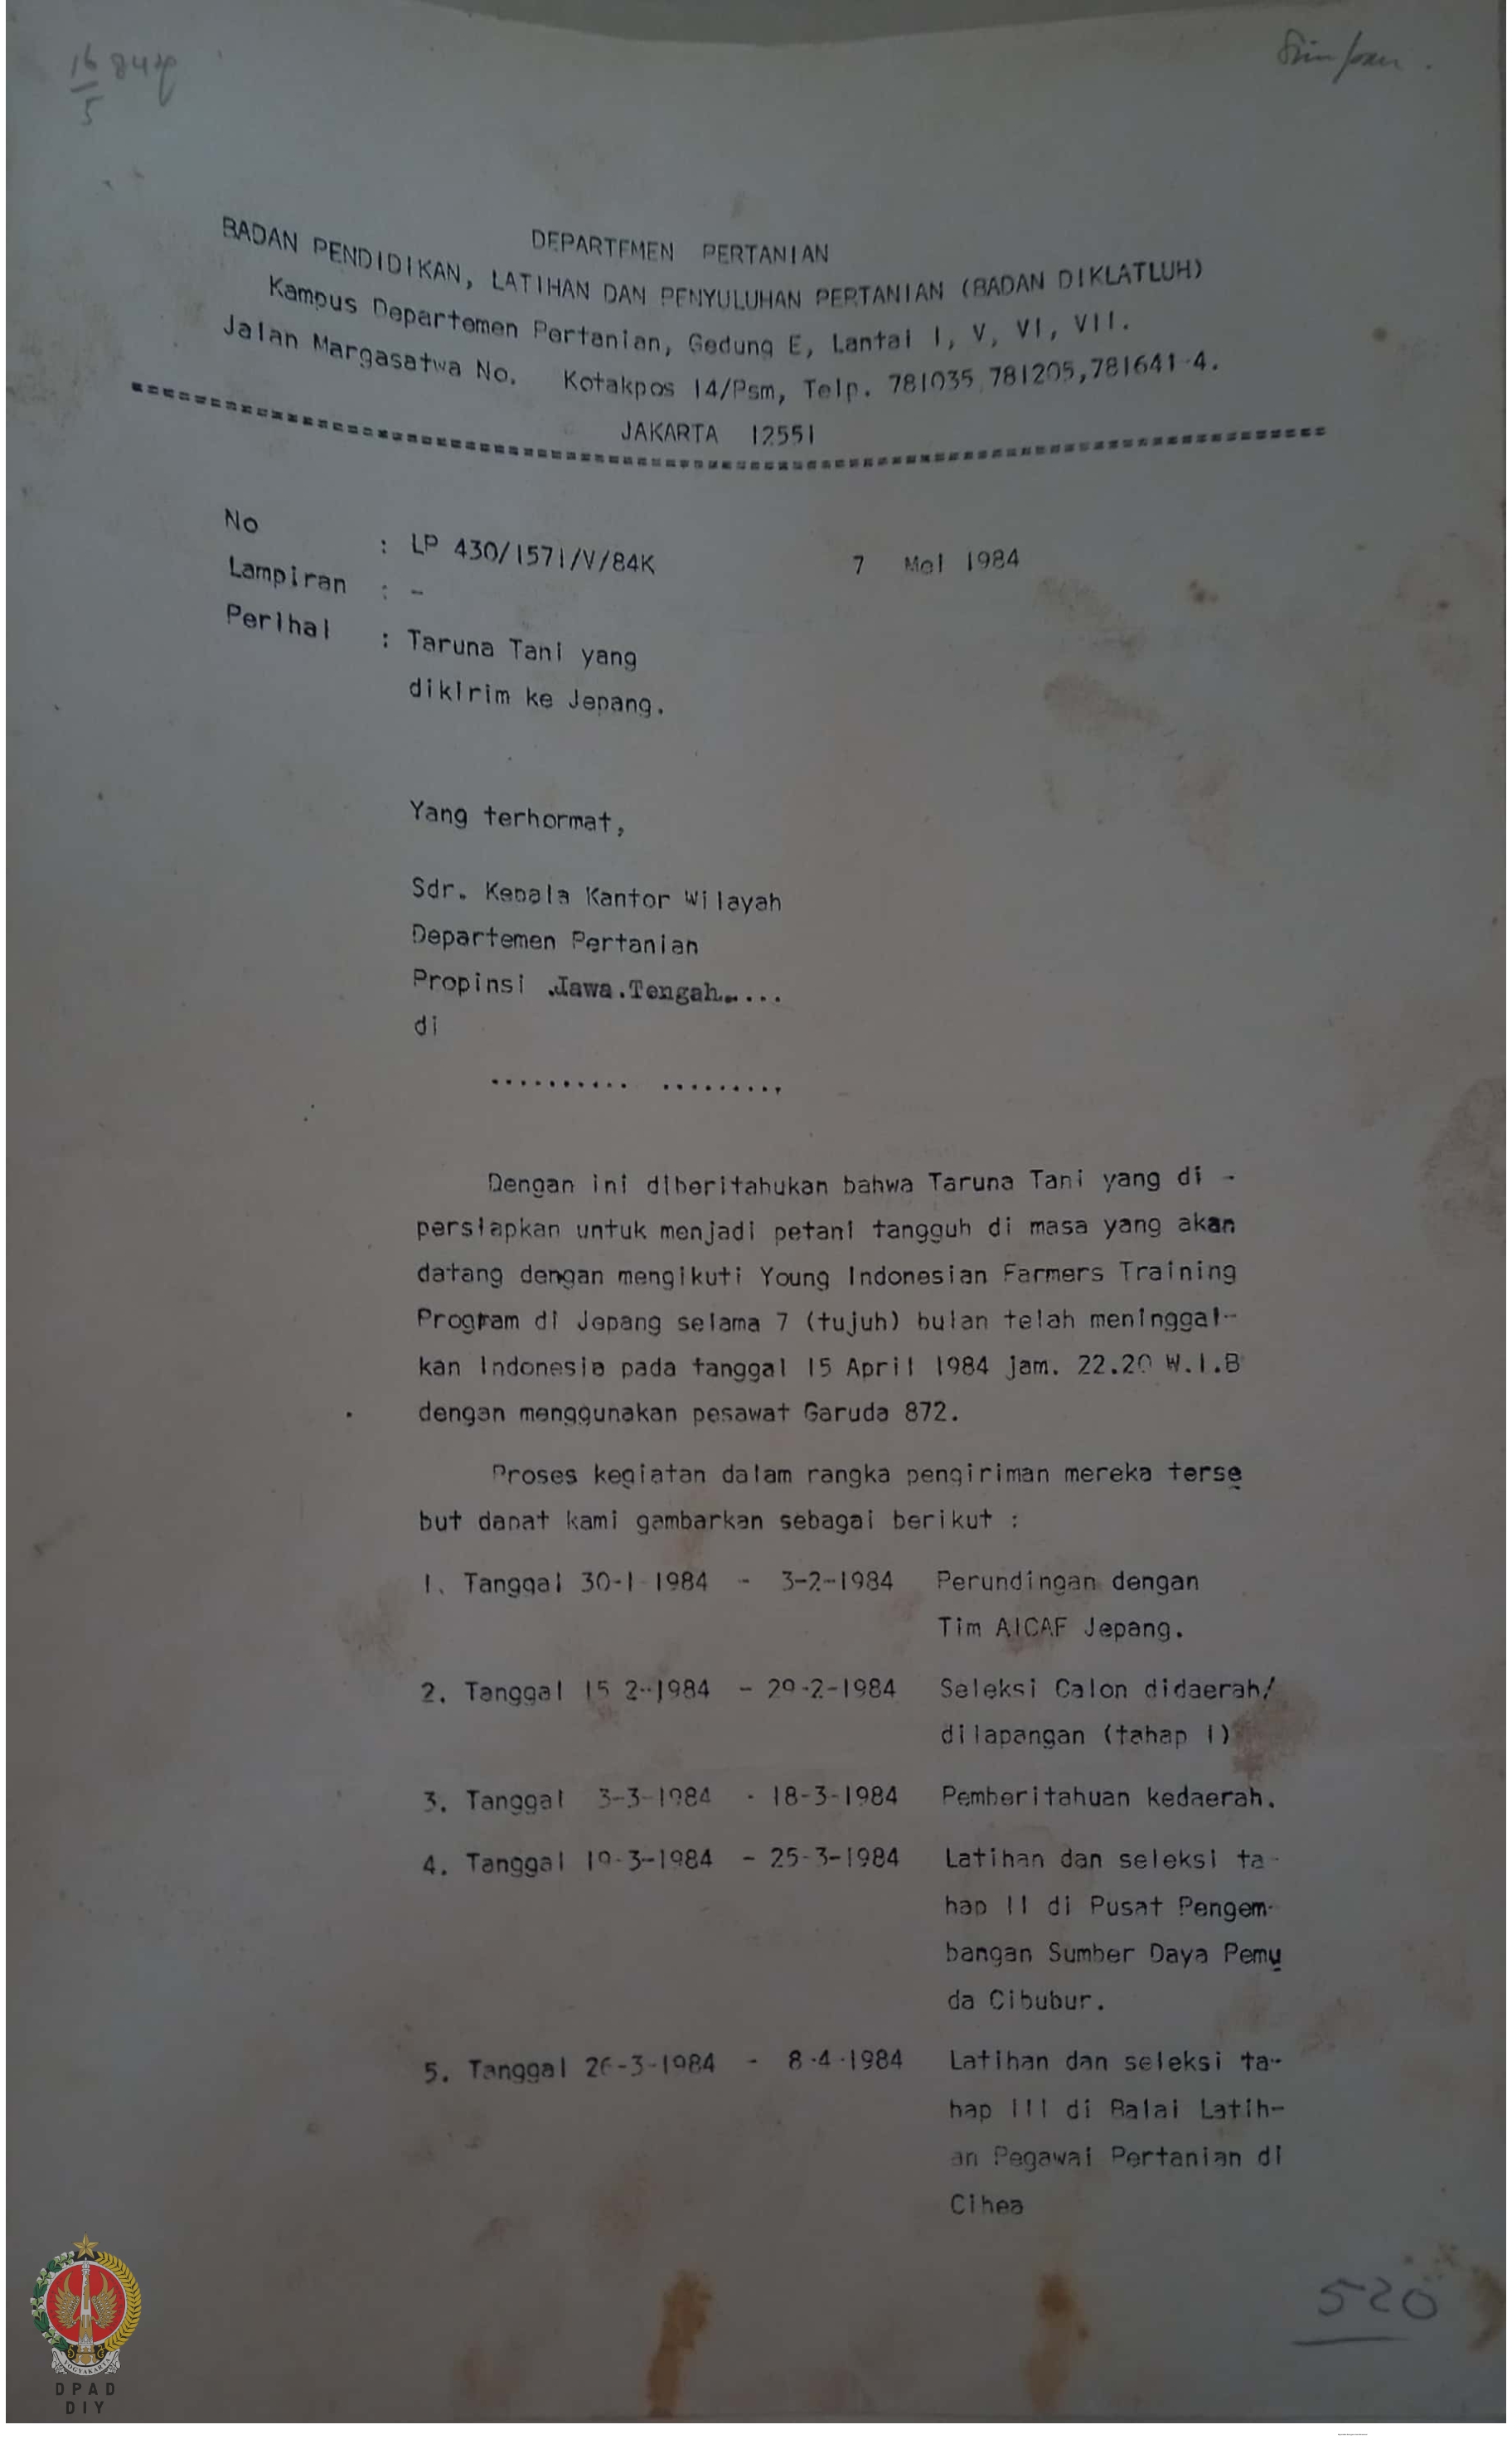 16 84
5
Simpan.
DEPARTEMEN PERTANIAN
BADAN PENDIDIKAN, LATIHAN DAN PENYULUHAN PERTANIAN (BADAN DIKLATLUH)
Kampus Departemen Pertanian, Gedung E, Lantai I, V, VI, VII.
Jalan Margasatwa No. Kotakpos 14/Psm, Telp. 781035 781205,781641-4.
JAKARTA 12551
No : LP 430/1571/V/84K 7 Mei 1984
Lampiran : -
Perihal : Taruna Tani yang
dikirim ke Jepang.
Yang terhormat,
Sdr. Kepala Kantor Wilayah
Departemen Pertanian
Propinsi .Jawa.Tengah.....
di
.......... .........,
Dengan ini diberitahukan bahwa Taruna Tani yang di -
persiapkan untuk menjadi petani tangguh di masa yang akan
datang dengan mengikuti Young Indonesian Farmers Training
Program di Jepang selama 7 (tujuh) bulan telah meninggal-
kan Indonesia pada tanggal 15 April 1984 jam. 22.20 W.I.B
dengan menggunakan pesawat Garuda 872.
Proses kegiatan dalam rangka pengiriman mereka terse
but dapat kami gambarkan sebagai berikut :
1. Tanggal 30-1-1984 - 3-2-1984 Perundingan dengan
Tim AICAF Jepang.
2. Tanggal 15 2-1984 - 29-2-1984 Seleksi Calon didaerah/
dilapangan (tahap I)
3. Tanggal 3-3-1984 - 18-3-1984 Pemberitahuan kedaerah.
4. Tanggal 19-3-1984 - 25-3-1984 Latihan dan seleksi ta-
hap II di Pusat Pengem-
bangan Sumber Daya Pemu
da Cibubur.
5. Tanggal 26-3-1984 - 8-4-1984 Latihan dan seleksi ta-
hap III di Balai Latih-
an Pegawai Pertanian di
Cihea
520
YOGYAKARTA
DPAD
DIY